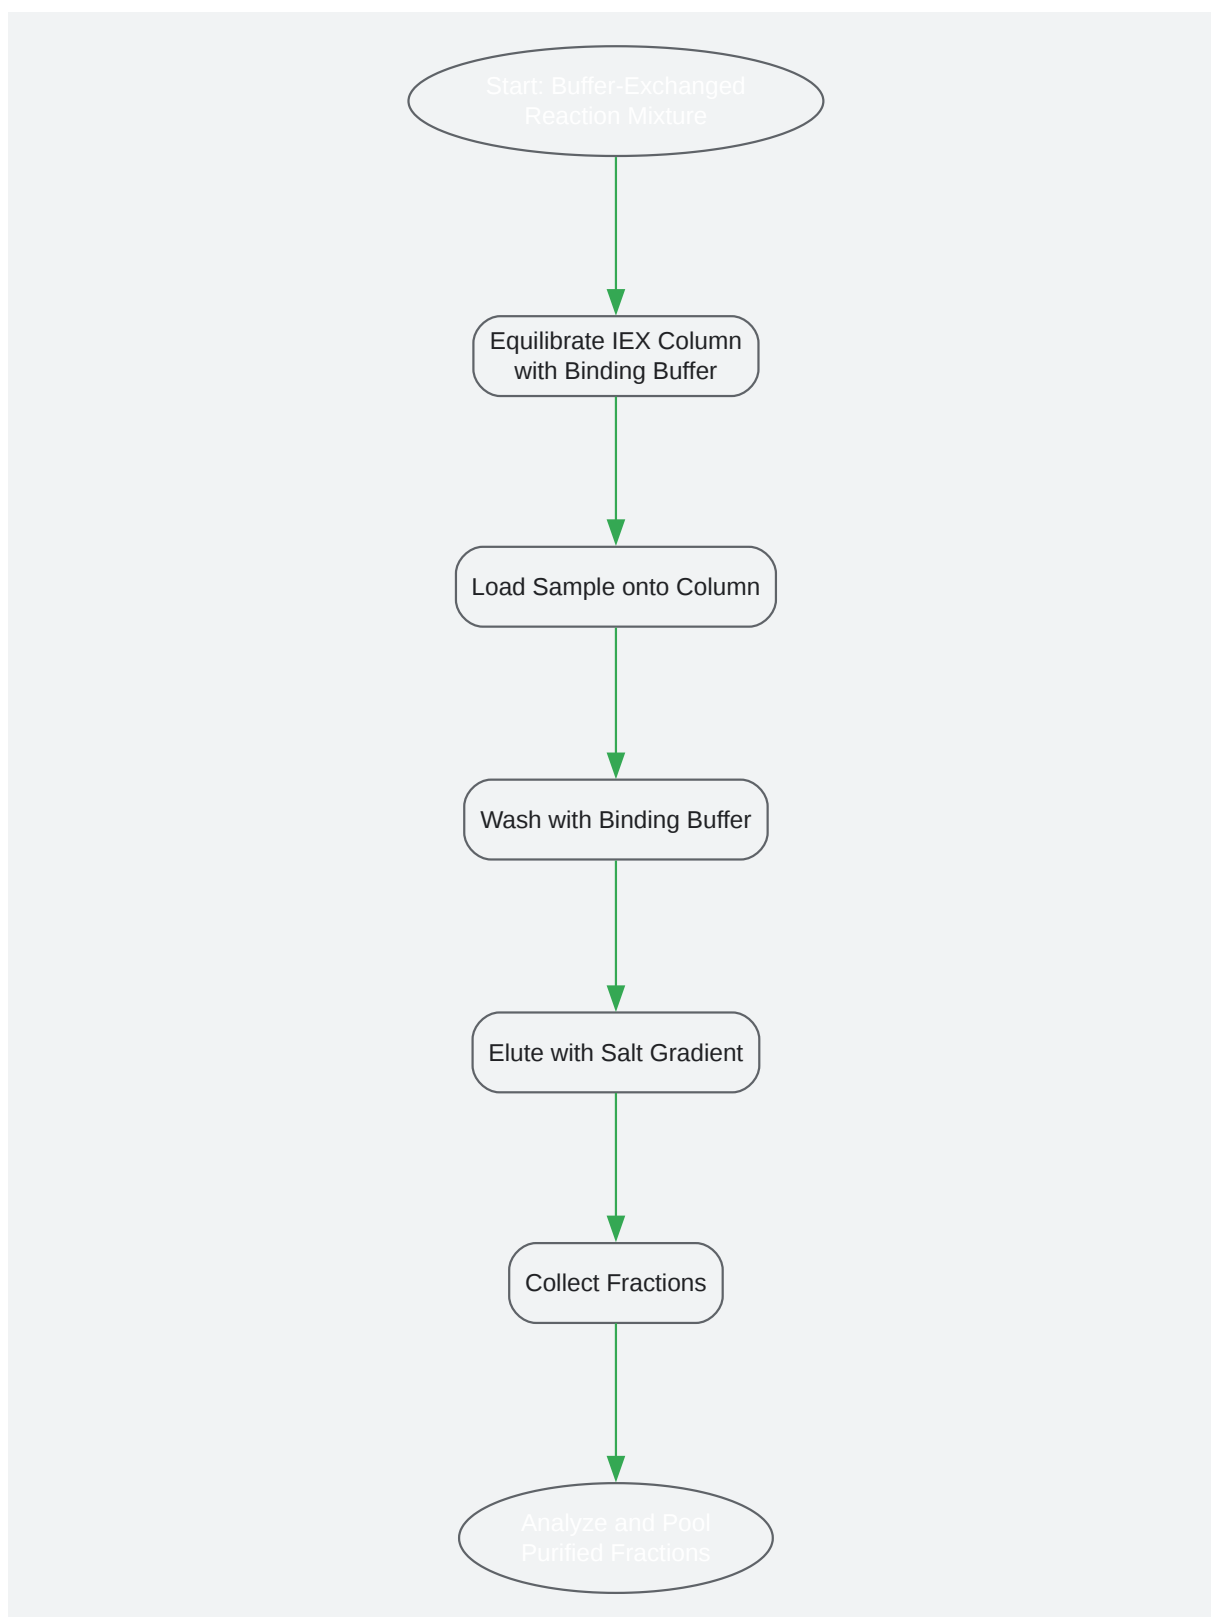 Start: Buffer-Exchanged
Reaction Mixture
Equilibrate IEX Column
with Binding Buffer
Load Sample onto Column
Wash with Binding Buffer
Elute with Salt Gradient
Collect Fractions
Analyze and Pool
Purified Fractions